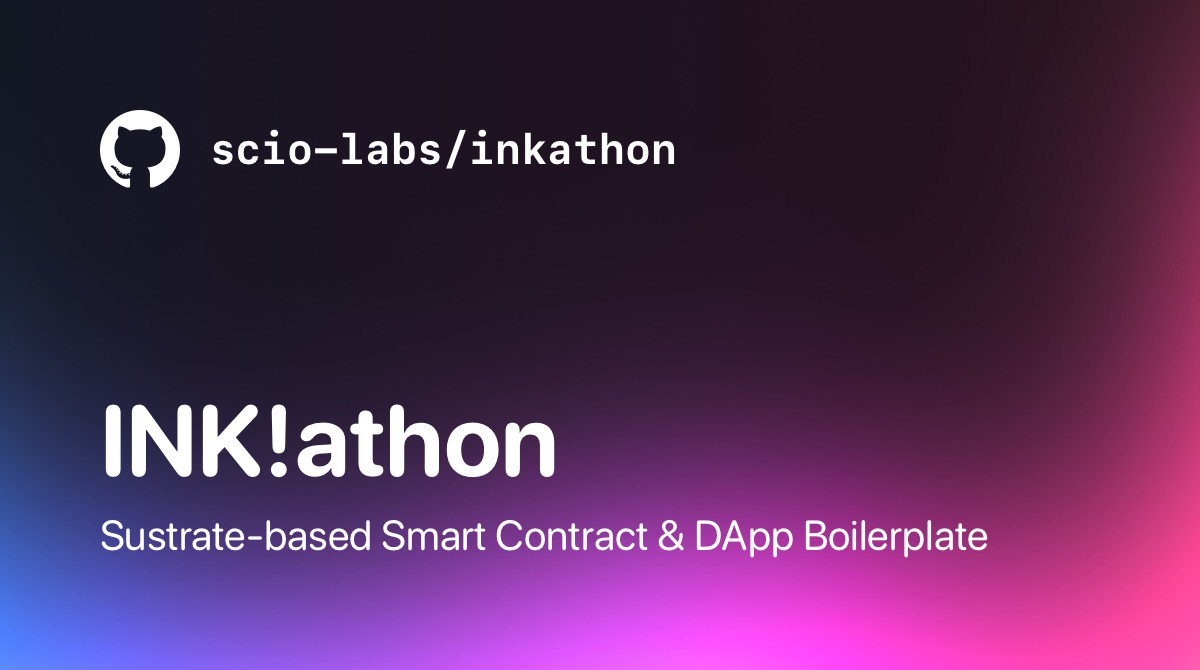 scio-labs/inkathon
INK!athon
Sustrate-based Smart Contract & DApp Boilerplate